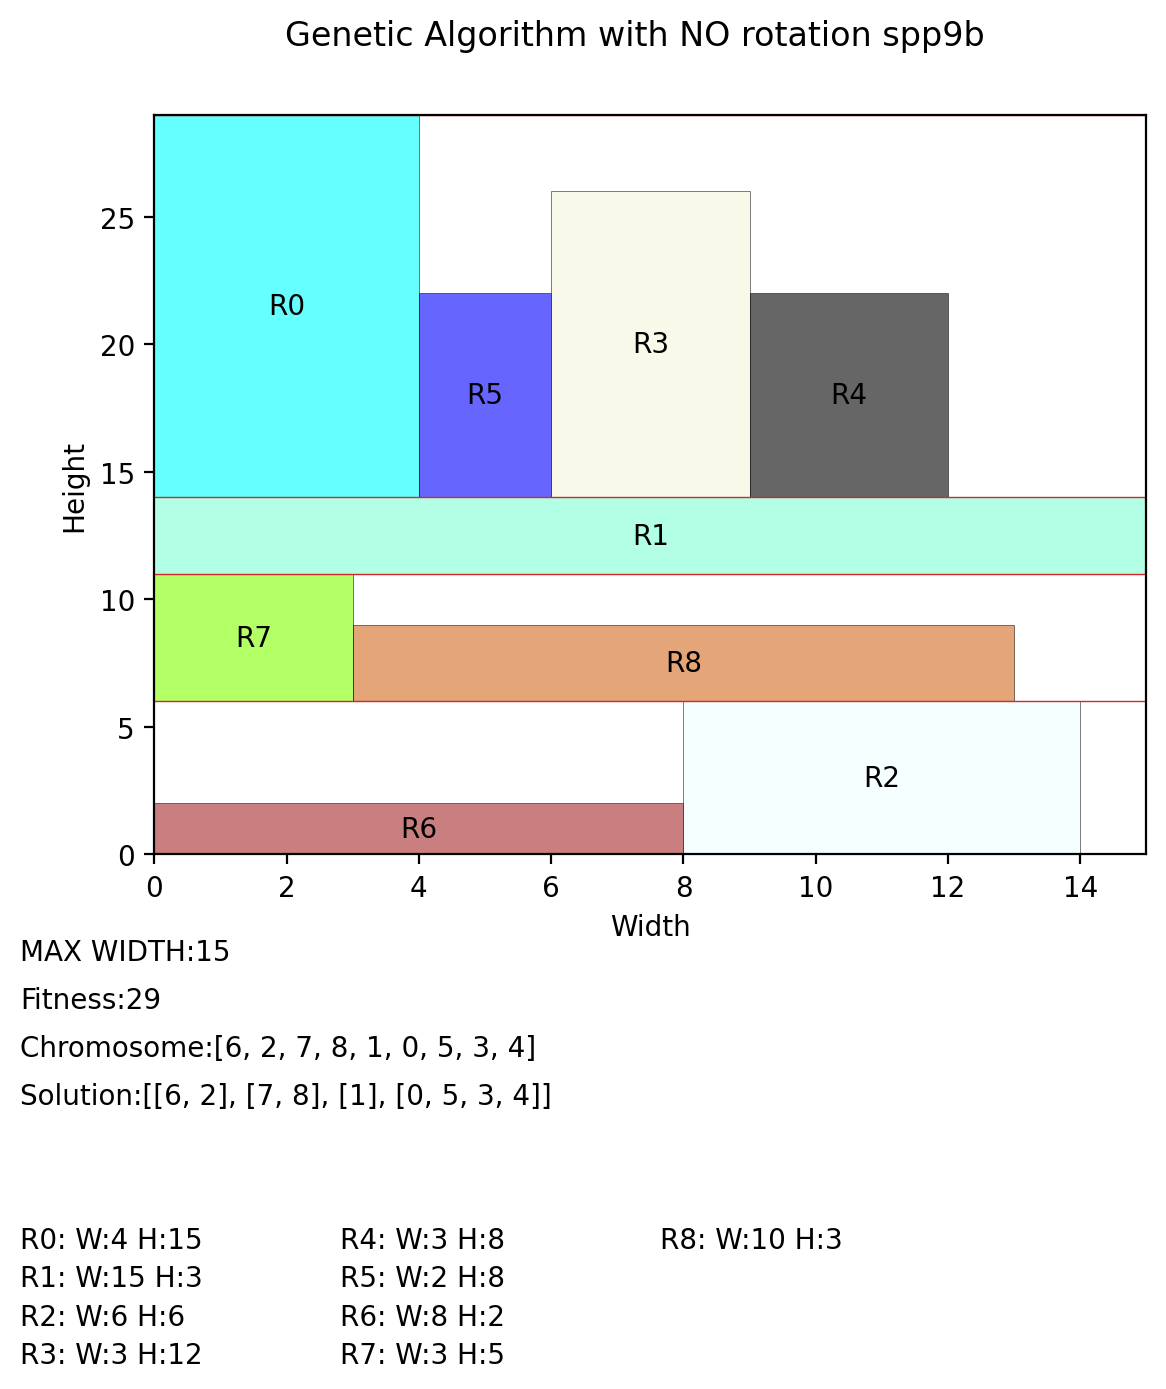 Genetic Algorithm with NO rotation spp9b
25
20
15
10
5
0
Height
R0
R5
R3
R4
R1
R7
R8
R2
R6
0 2 4 6 8 10 12 14
Width
MAX WIDTH:15
Fitness:29
Chromosome:[6, 2, 7, 8, 1, 0, 5, 3, 4]
Solution:[[6, 2], [7, 8], [1], [0, 5, 3, 4]]
R0: W:4 H:15
R1: W:15 H:3
R2: W:6 H:6
R3: W:3 H:12
R4: W:3 H:8
R5: W:2 H:8
R6: W:8 H:2
R7: W:3 H:5
R8: W:10 H:3